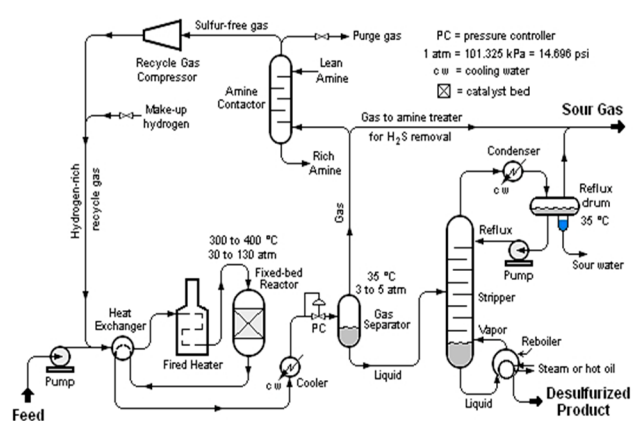 Sulfur-free gas
Purge gas
PC = pressure controller
1 atm = 101.325 kPa = 14.696 psi
c w = cooling water
= catalyst bed
Recycle Gas
Compressor
Lean
Amine
Amine
Contactor
Make-up
hydrogen
Gas to amine treater
for H₂S removal
Sour Gas
Rich
Amine
Condenser
c w
Reflux
drum
35 °C
Hydrogen-rich
recycle gas
Gas
Reflux
Pump
Sour water
300 to 400 °C
30 to 130 atm
Fixed-bed
Reactor
35 °C
3 to 5 atm
Gas
Separator
PC
Stripper
Heat
Exchanger
Fired Heater
Vapor
Reboiler
Steam or hot oil
Pump
c w
Cooler
Liquid
Liquid
Feed
Desulfurized
Product